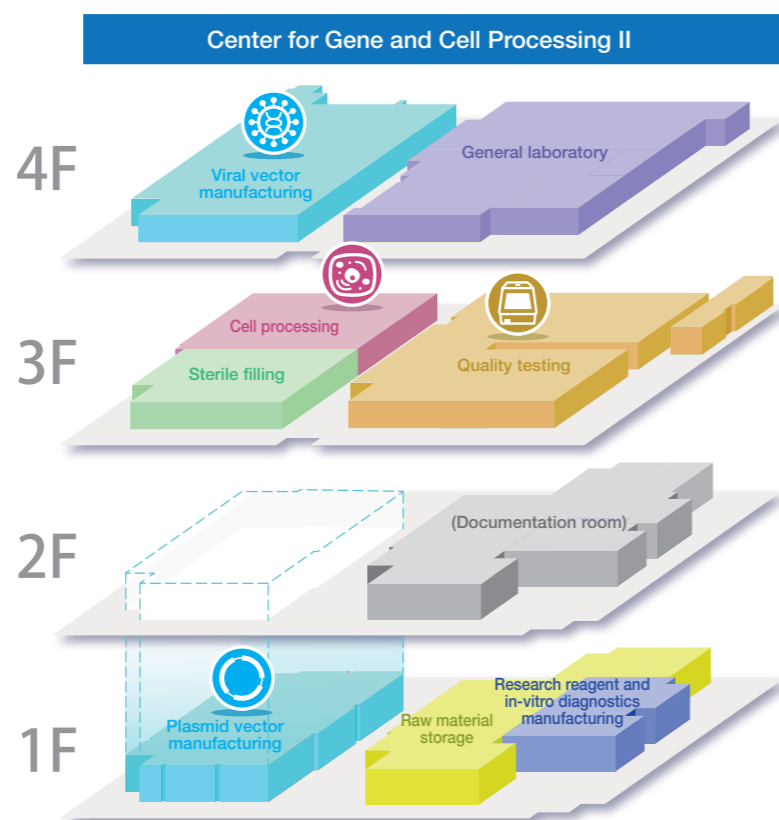 Center for Gene and Cell Processing II
4F
Viral vector
manufacturing
General laboratory
3F
Cell processing
Sterile filling
Quality testing
2F
(Documentation room)
1F
Plasmid vector
manufacturing
Raw material
storage
Research reagent and
in-vitro diagnostics
manufacturing